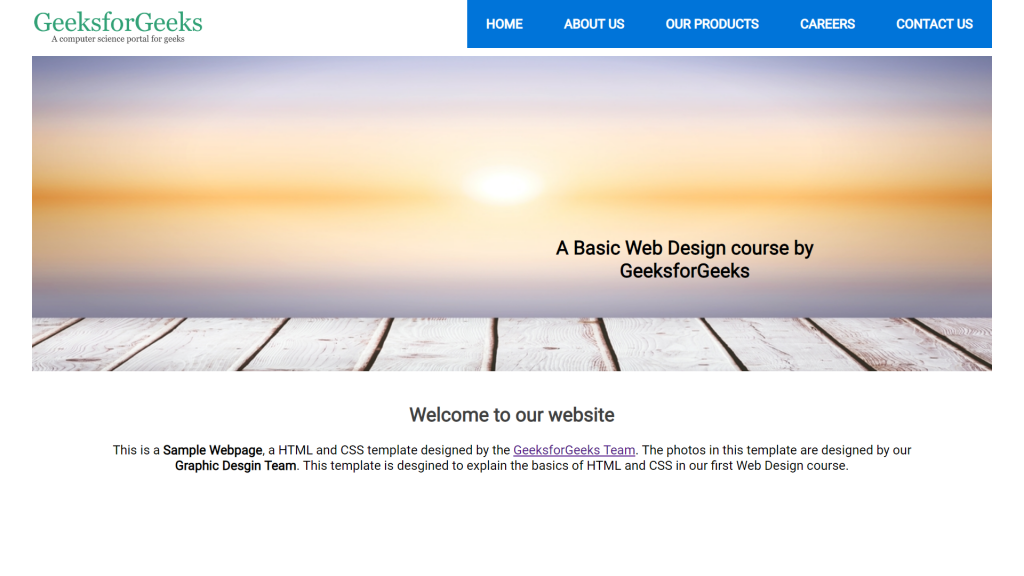 GeeksforGeeks
A computer science portal for geeks
HOME ABOUT US OUR PRODUCTS CAREERS CONTACT US
A Basic Web Design course by
GeeksforGeeks
Welcome to our website
This is a Sample Webpage, a HTML and CSS template designed by the GeeksforGeeks Team. The photos in this template are designed by our
Graphic Desgin Team. This template is desgined to explain the basics of HTML and CSS in our first Web Design course.